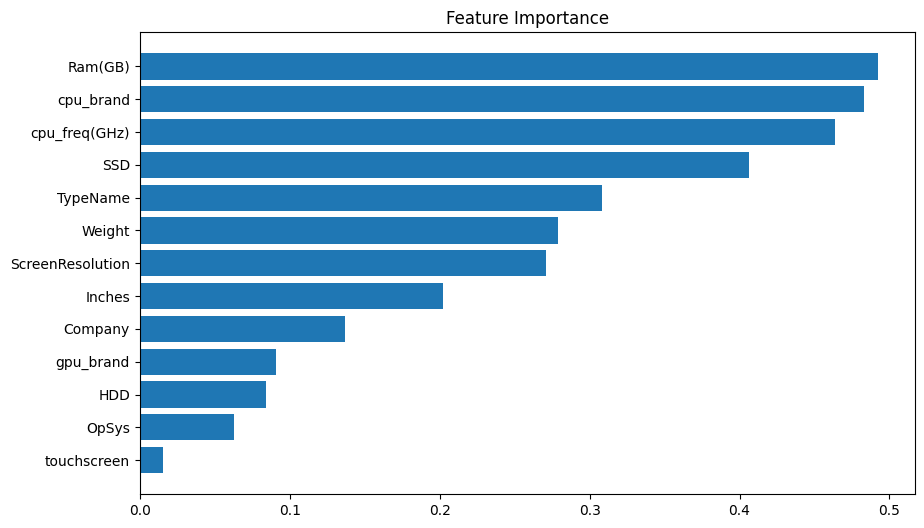 Feature Importance
Ram(GB)
cpu_brand
cpu_freq(GHz)
SSD
TypeName
Weight
ScreenResolution
Inches
Company
gpu_brand
HDD
OpSys
touchscreen
0.0 0.1 0.2 0.3 0.4 0.5